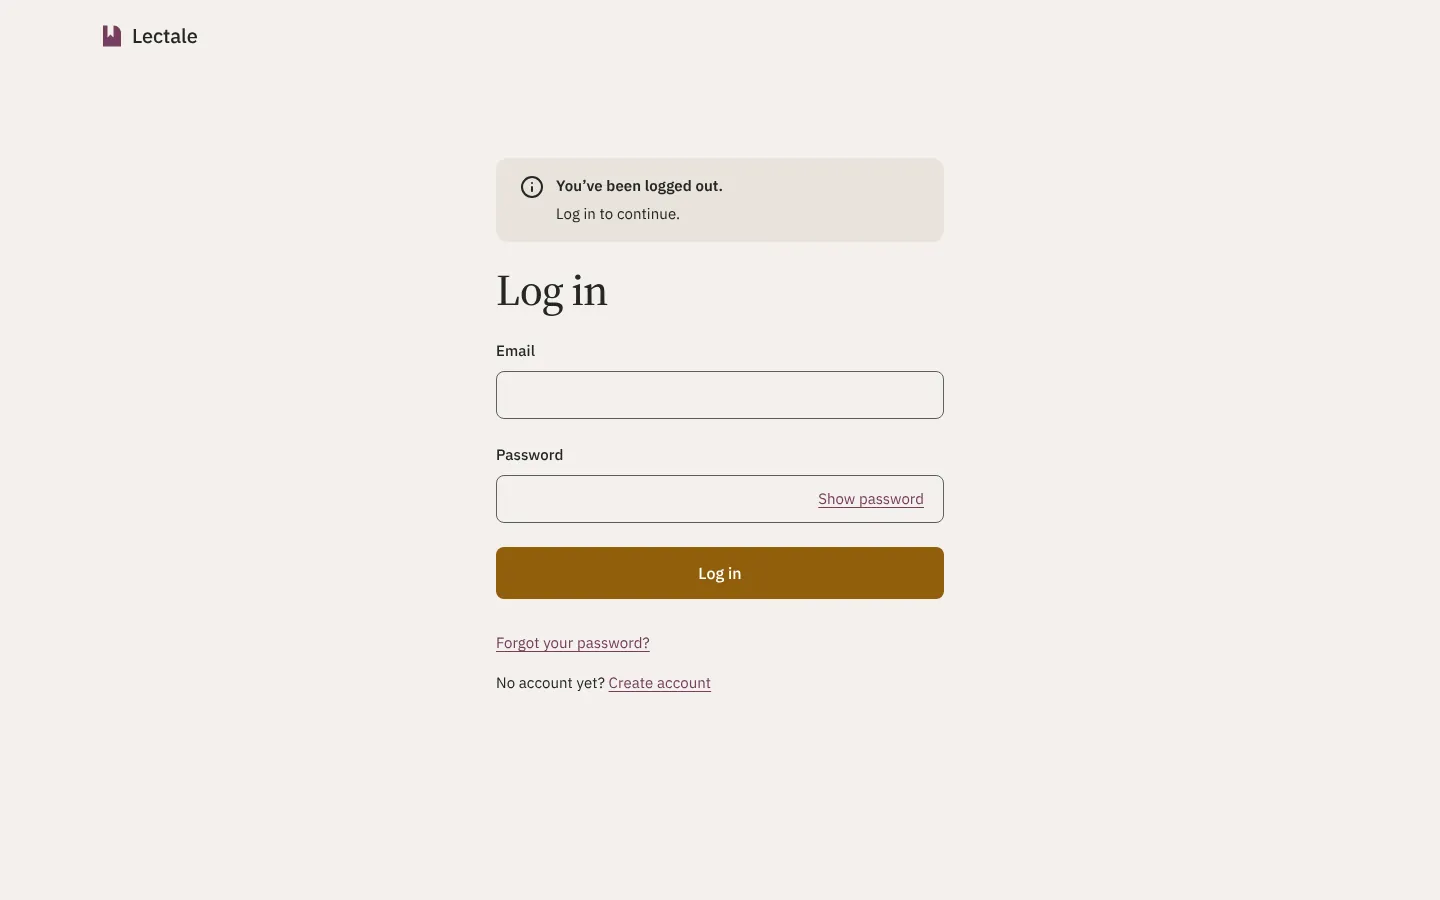 Lectale
You’ve been logged out.
Log in to continue.
Log in
Email
Password
Show password
Log in
Forgot your password?
No account yet? Create account